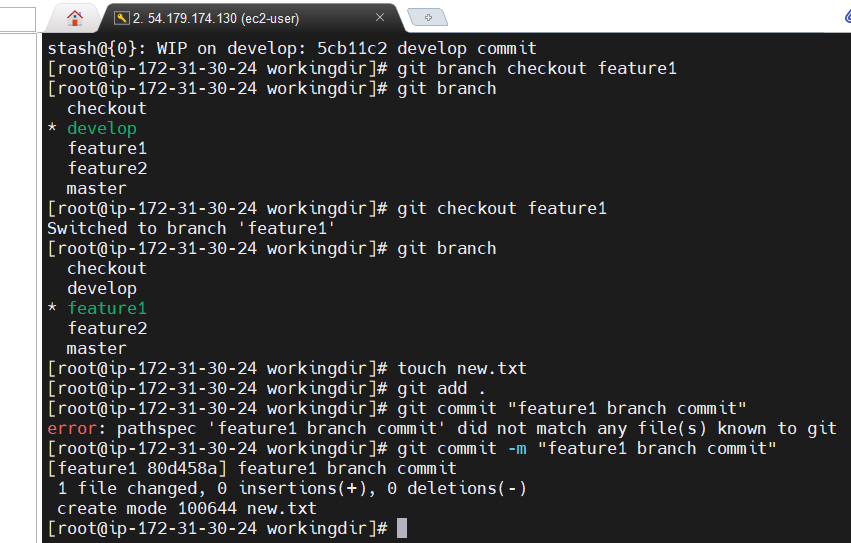 2. 54.179.174.130 (ec2-user)
stash@{0}: WIP on develop: 5cb11c2 develop commit
[root@ip-172-31-30-24 workingdir]# git branch checkout feature1
[root@ip-172-31-30-24 workingdir]# git branch
  checkout
* develop
  feature1
  feature2
  master
[root@ip-172-31-30-24 workingdir]# git checkout feature1
Switched to branch 'feature1'
[root@ip-172-31-30-24 workingdir]# git branch
  checkout
  develop
* feature1
  feature2
  master
[root@ip-172-31-30-24 workingdir]# touch new.txt
[root@ip-172-31-30-24 workingdir]# git add .
[root@ip-172-31-30-24 workingdir]# git commit "feature1 branch commit"
error: pathspec 'feature1 branch commit' did not match any file(s) known to git
[root@ip-172-31-30-24 workingdir]# git commit -m "feature1 branch commit"
[feature1 80d458a] feature1 branch commit
 1 file changed, 0 insertions(+), 0 deletions(-)
 create mode 100644 new.txt
[root@ip-172-31-30-24 workingdir]#